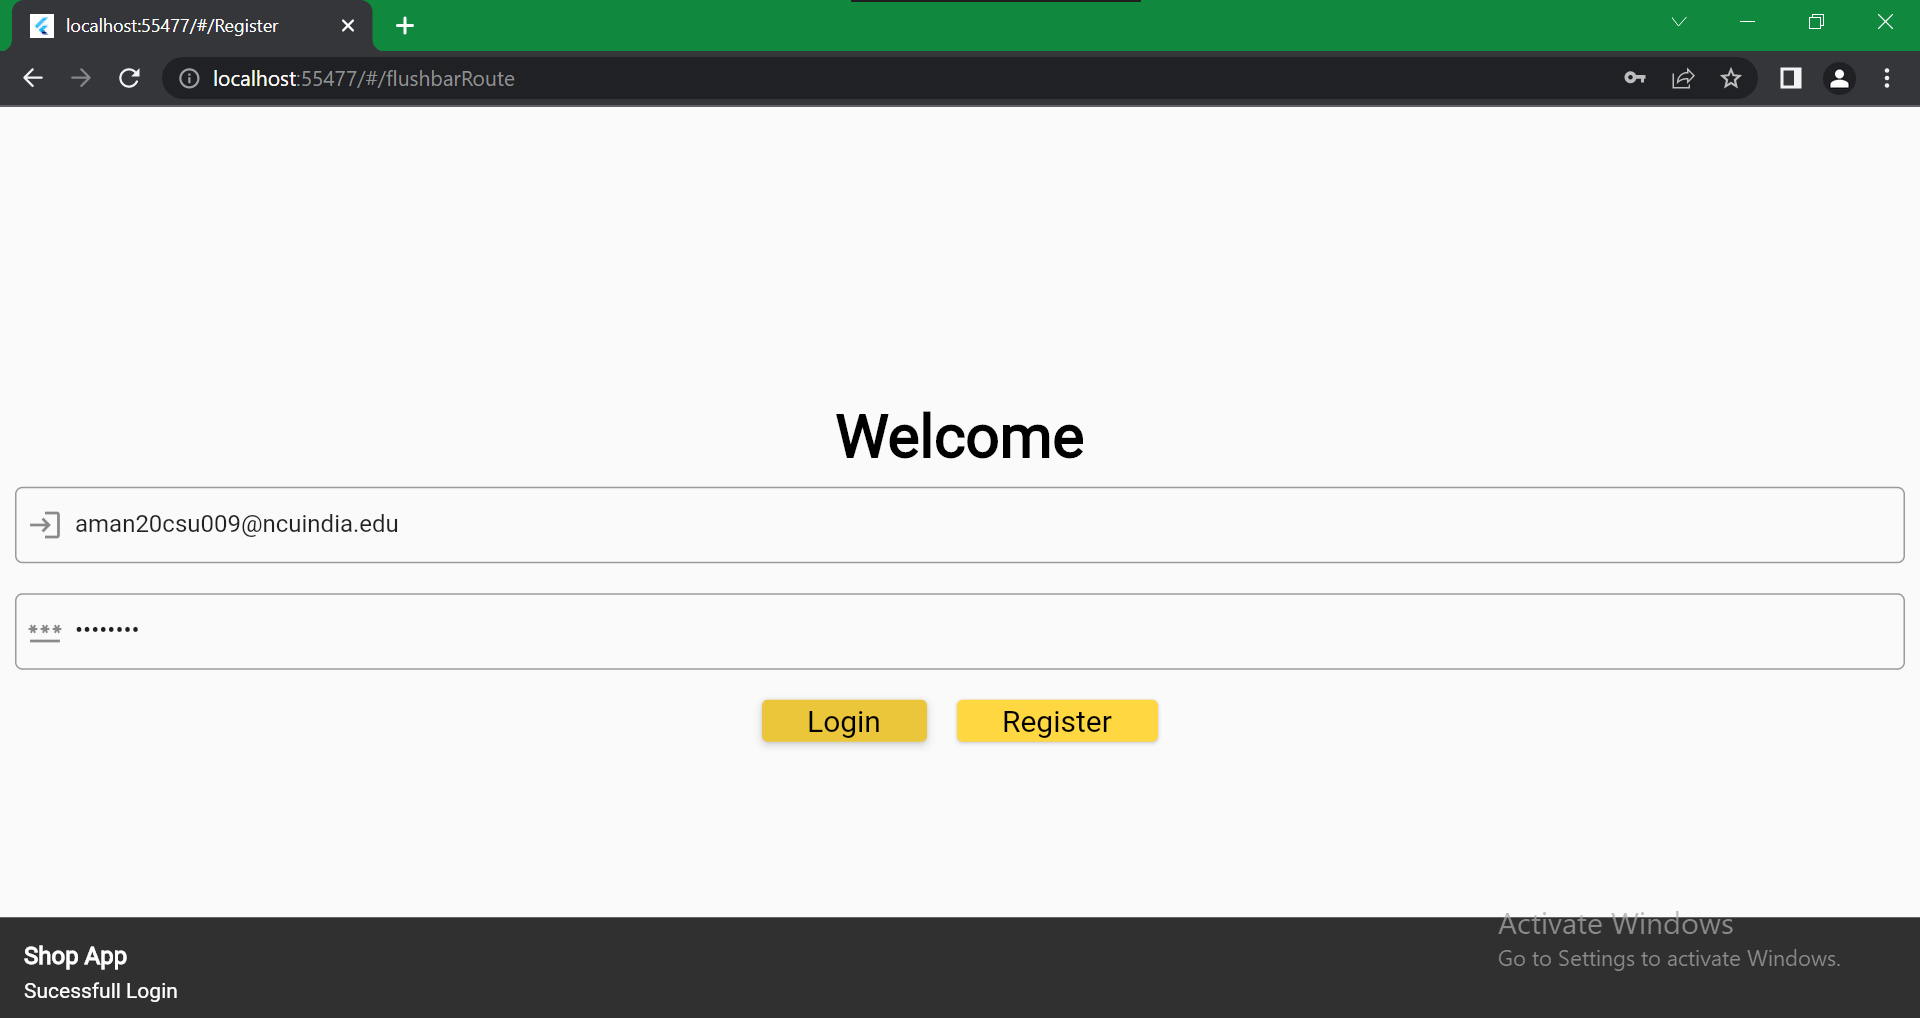 localhost:55477/#/Register
localhost:55477/#/flushbarRoute
Welcome
aman20csu009@ncuindia.edu
*** ••••••••
Login Register
Activate Windows
Go to Settings to activate Windows.
Shop App
Sucessfull Login